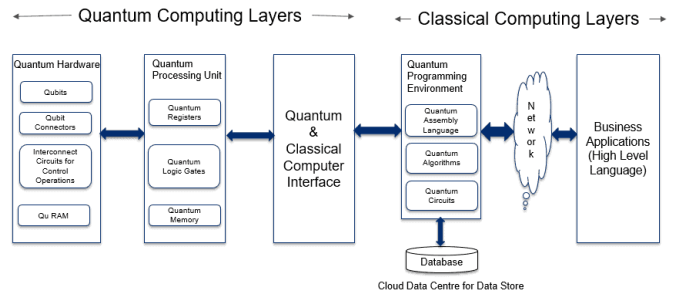 Quantum Computing Layers
Classical Computing Layers
Quantum Hardware
Qubits
Qubit
Connectors
Interconnect
Circuits for
Control
Operations
Qu RAM
Quantum
Processing Unit
Quantum
Registers
Quantum
Logic Gates
Quantum
Memory
Quantum
&
Classical
Computer
Interface
Quantum
Programming
Environment
Quantum
Assembly
Language
Quantum
Algorithms
Quantum
Circuits
N
et
w
or
k
Business
Applications
(High Level
Language)
Database
Cloud Data Centre for Data Store